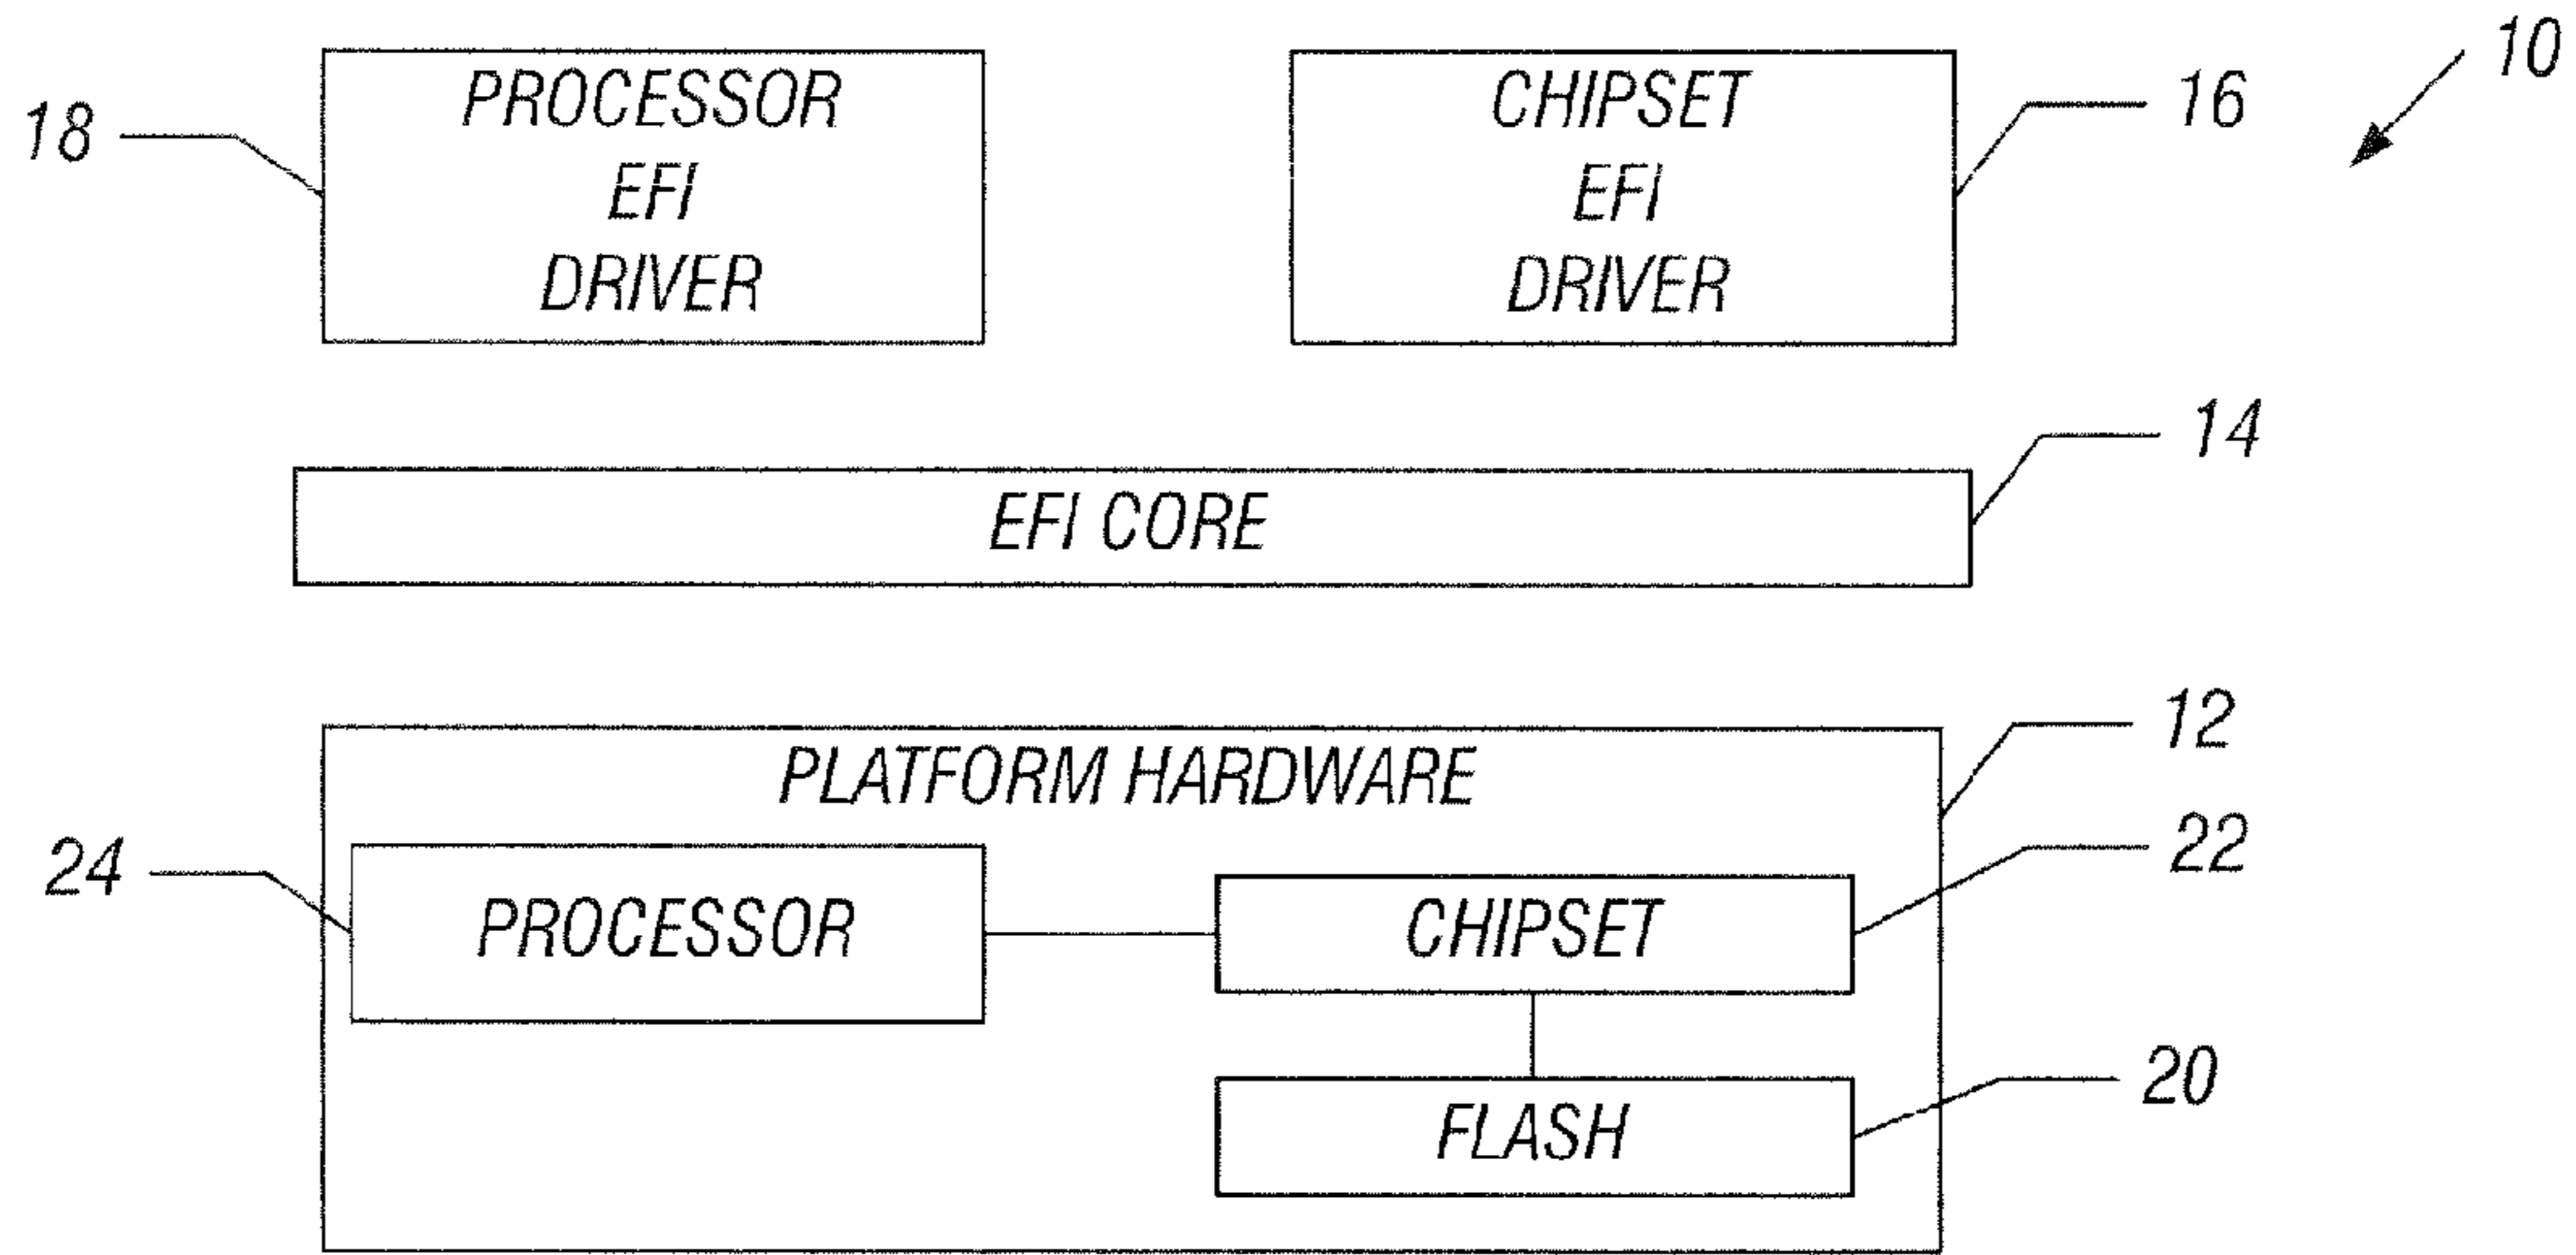 10
18
PROCESSOR
EFI
DRIVER
CHIPSET
EFI
DRIVER
16
14
EFI CORE
12
PLATFORM HARDWARE
24
PROCESSOR
CHIPSET
22
FLASH
20